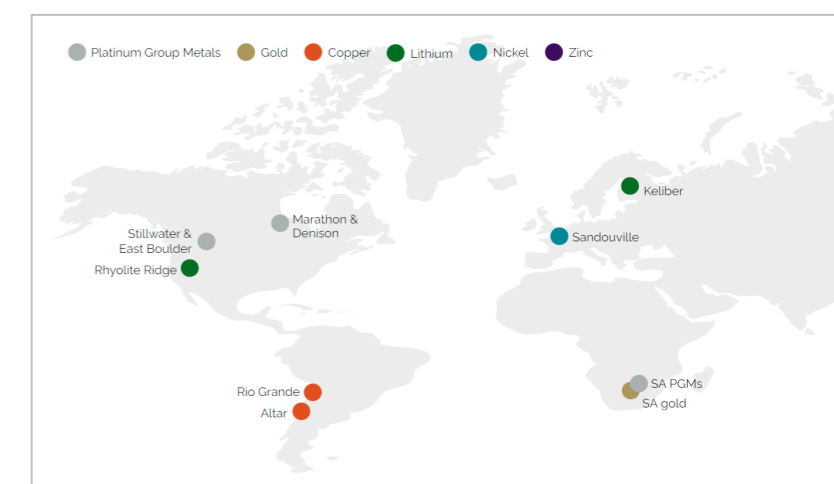 Platinum Group Metals
Gold
Copper
Lithium
Nickel
Zinc
Keliber
Marathon &
Denison
Stillwater &
East Boulder
Sandouville
Rhyolite Ridge
SA PGMs
Rio Grande
SA gold
Altar